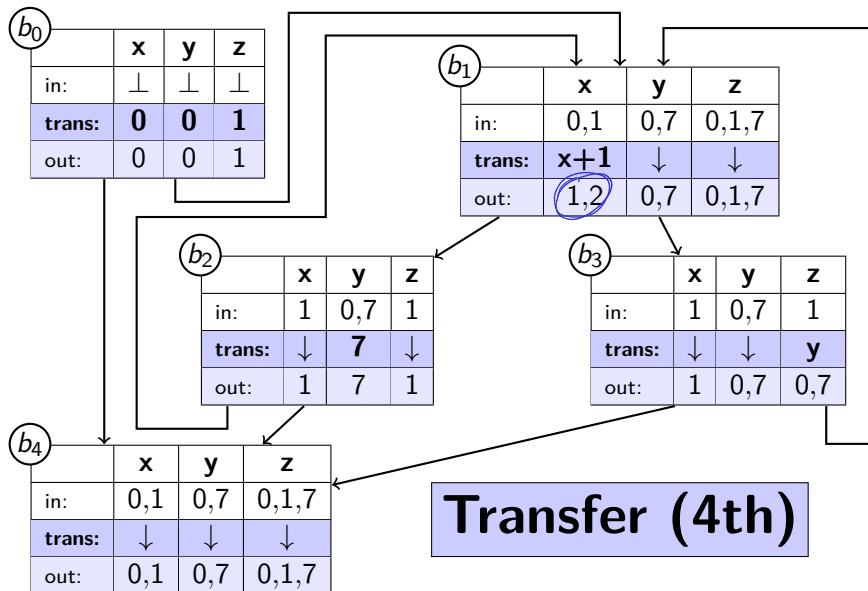 b0
x y z
in: ⊥ ⊥ ⊥
trans: 0 0 1
out: 0 0 1
b1
x y z
in: 0,1 0,7 0,1,7
trans: x+1 ↓ ↓
out: 1,2 0,7 0,1,7
b2
x y z
in: 1 0,7 1
trans: ↓ 7 ↓
out: 1 7 1
b3
x y z
in: 1 0,7 1
trans: ↓ ↓ y
out: 1 0,7 0,7
b4
x y z
in: 0,1 0,7 0,1,7
trans: ↓ ↓ ↓
out: 0,1 0,7 0,1,7
Transfer (4th)